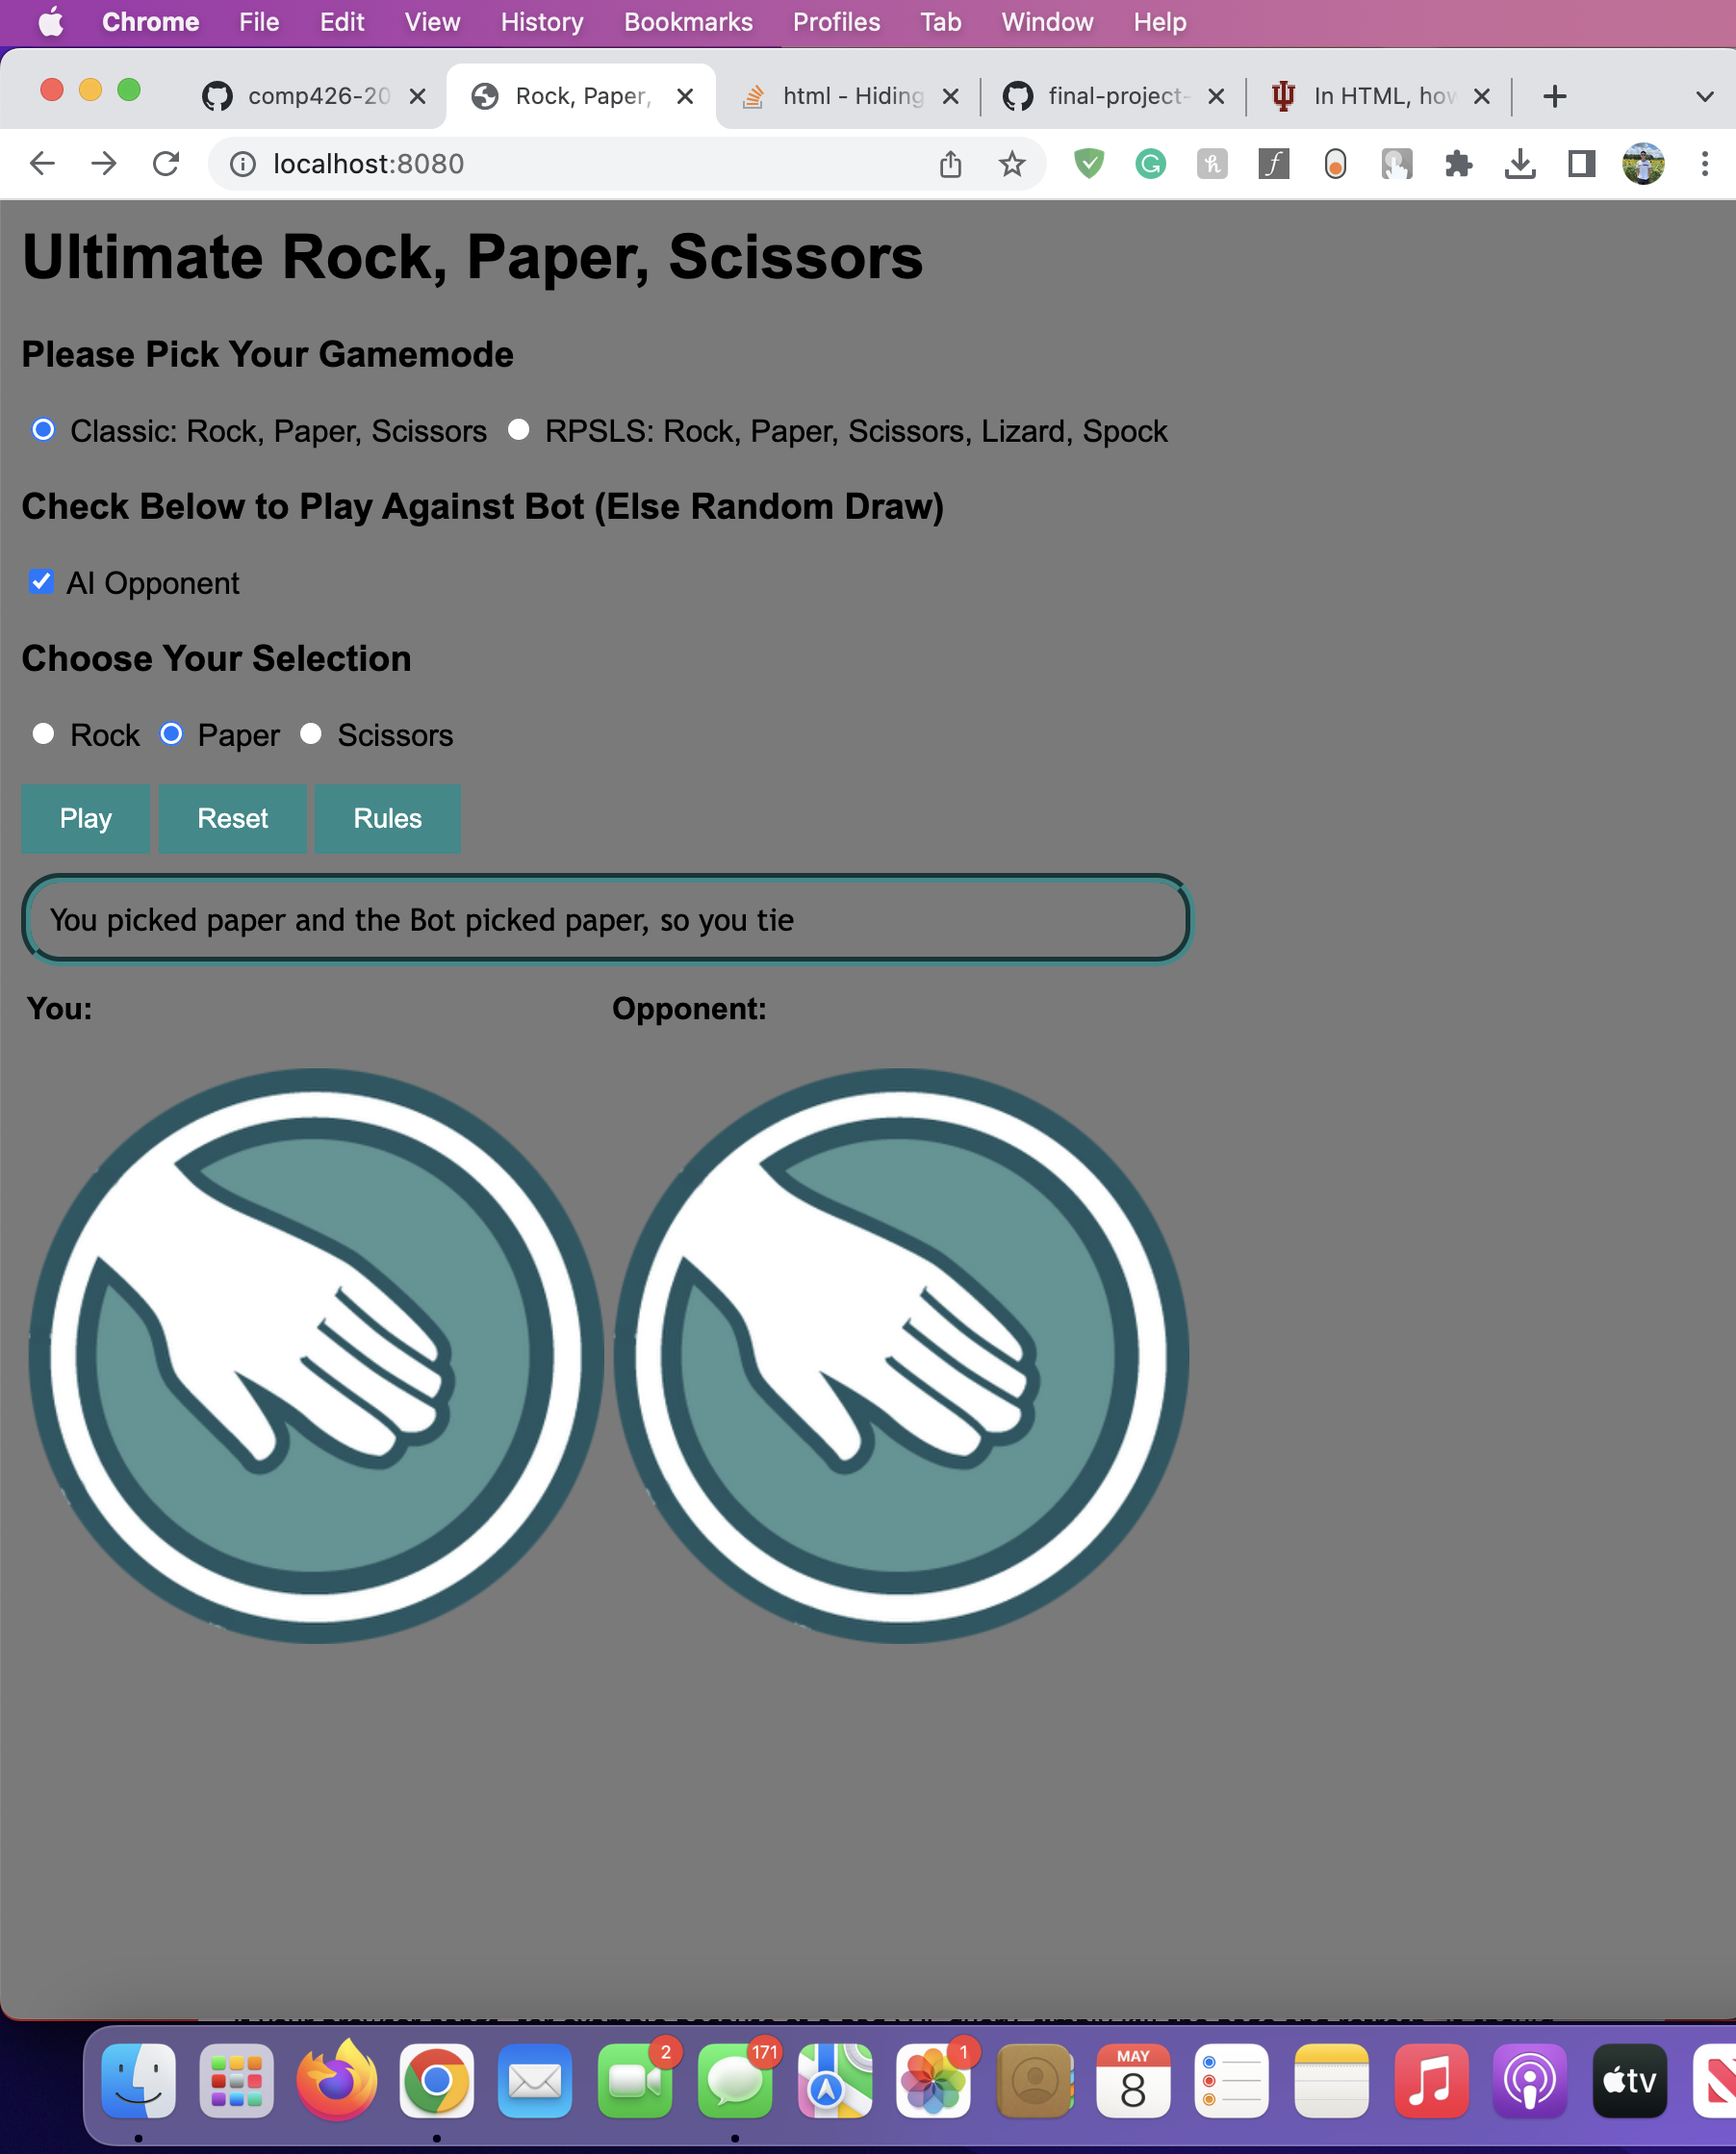 Chrome File Edit View History Bookmarks Profiles Tab Window Help
comp426-20 Rock, Paper, html - Hiding final-project- In HTML, how
localhost:8080
Ultimate Rock, Paper, Scissors
Please Pick Your Gamemode
Classic: Rock, Paper, Scissors RPSLS: Rock, Paper, Scissors, Lizard, Spock
Check Below to Play Against Bot (Else Random Draw)
AI Opponent
Choose Your Selection
Rock Paper Scissors
Play Reset Rules
You picked paper and the Bot picked paper, so you tie
You: Opponent:
2 171 1 MAY
8 tv